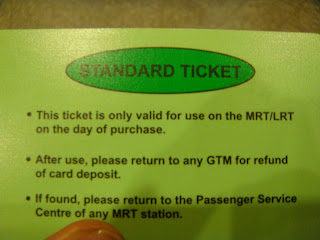 STANDARD TICKET
• This ticket is only valid for use on the MRT/LRT
on the day of purchase.
• After use, please return to any GTM for refund
of card deposit.
• If found, please return to the Passenger Service
Centre of any MRT station.